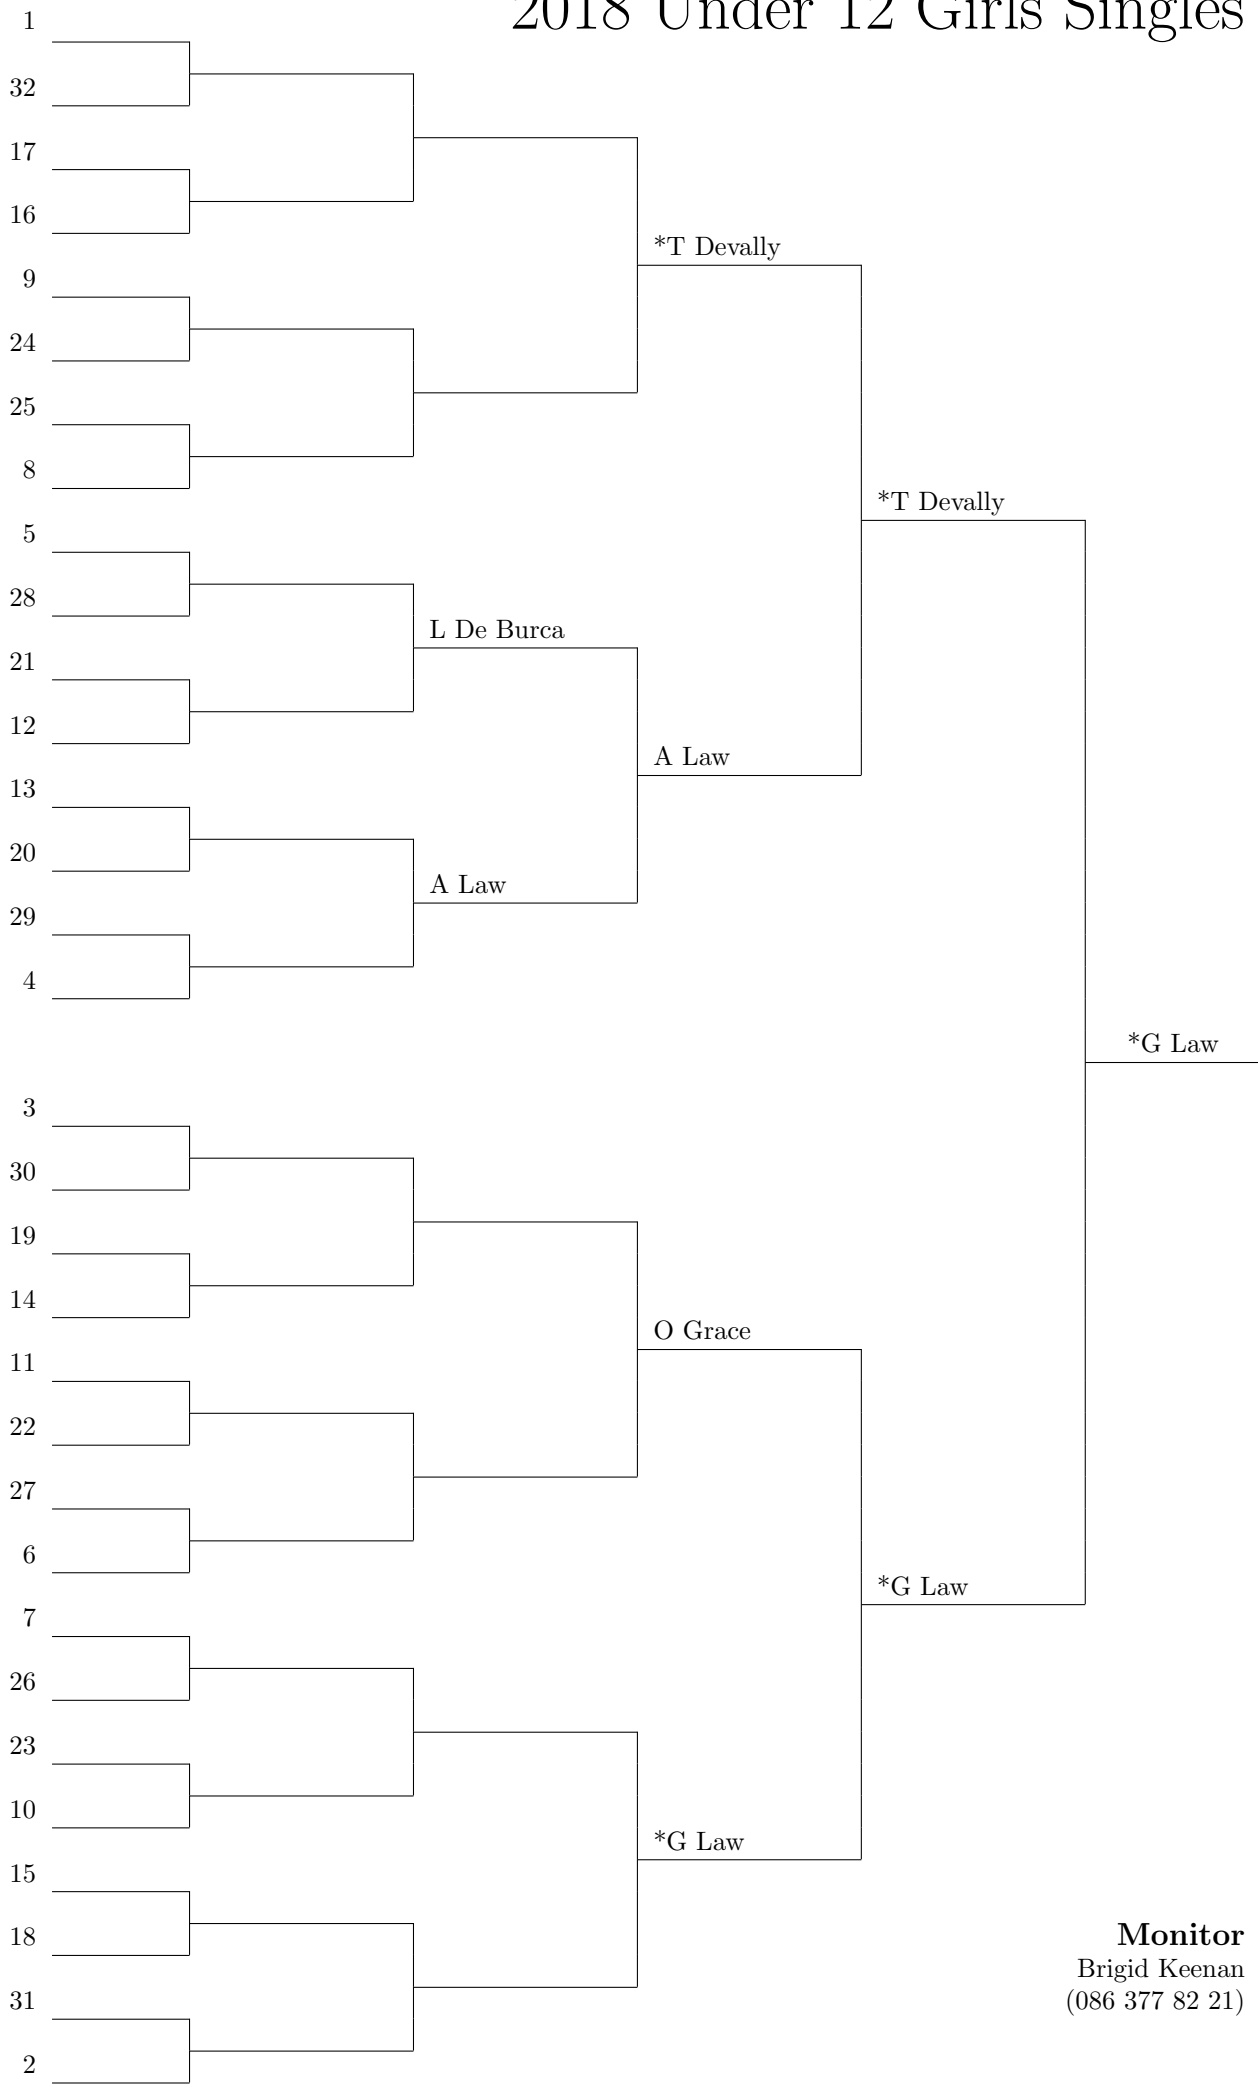 2018 Under 12 Girls Singles
1
32
17
16
*T Devally
9
24
25
8
*T Devally
5
28
L De Burca
21
12
A Law
13
20
A Law
29
4
*G Law
3
30
19
14
O Grace
11
22
27
6
*G Law
7
26
23
10
*G Law
15
18
Monitor
Brigid Keenan
(086 377 82 21)
31
2